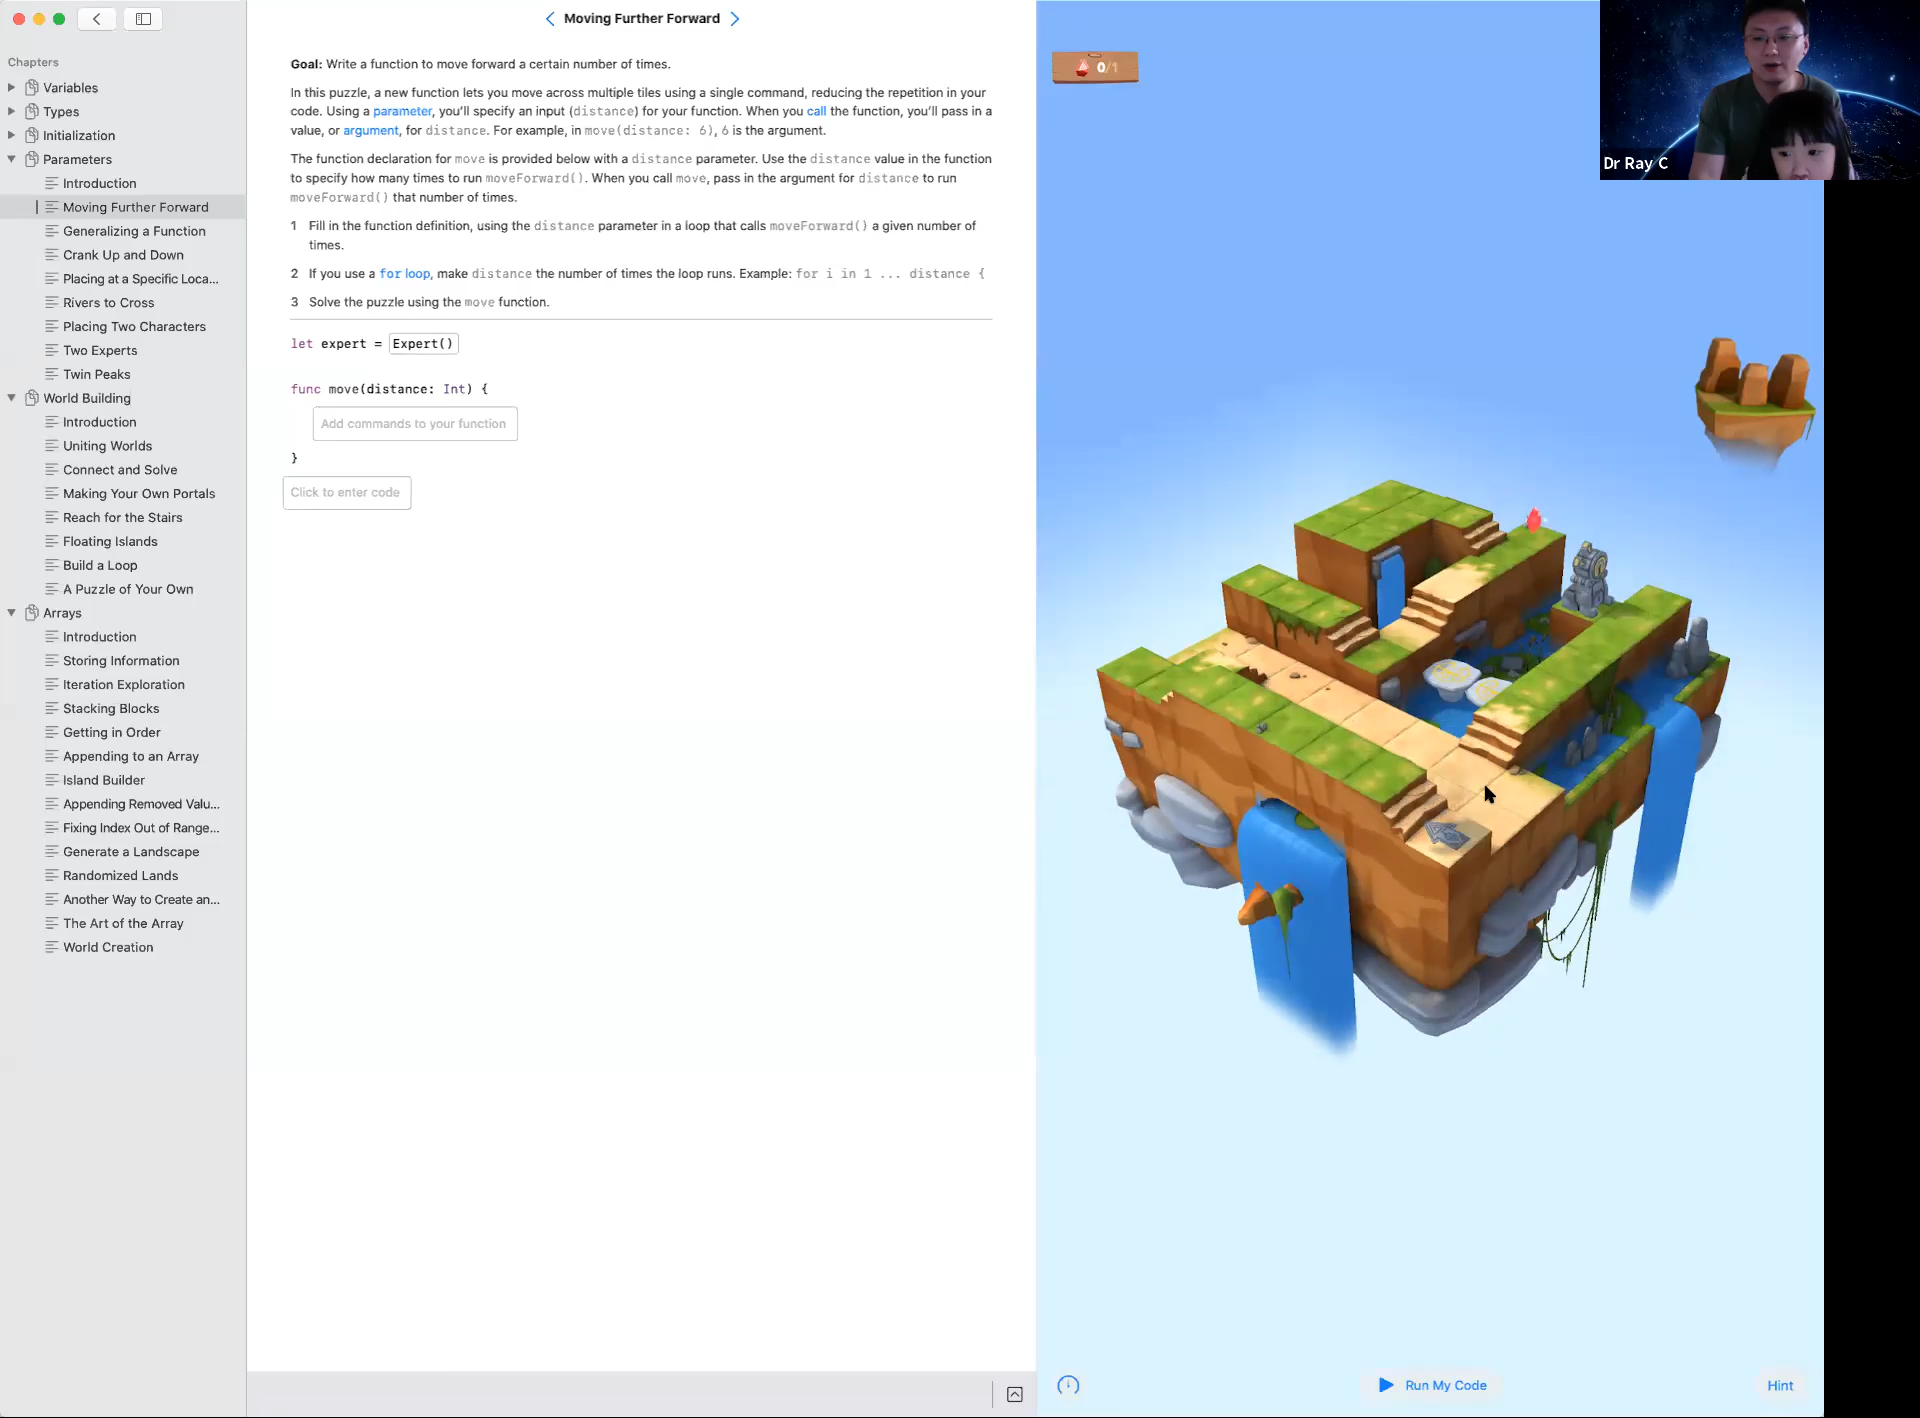 Moving Further Forward
Chapters
Variables
Types
Initialization
Parameters
Introduction
Moving Further Forward
Generalizing a Function
Crank Up and Down
Placing at a Specific Loca...
Rivers to Cross
Placing Two Characters
Two Experts
Twin Peaks
World Building
Introduction
Uniting Worlds
Connect and Solve
Making Your Own Portals
Reach for the Stairs
Floating Islands
Build a Loop
A Puzzle of Your Own
Arrays
Introduction
Storing Information
Iteration Exploration
Stacking Blocks
Getting in Order
Appending to an Array
Island Builder
Appending Removed Valu...
Fixing Index Out of Range...
Generate a Landscape
Randomized Lands
Another Way to Create an...
The Art of the Array
World Creation
Goal: Write a function to move forward a certain number of times.
In this puzzle, a new function lets you move across multiple tiles using a single command, reducing the repetition in your
code. Using a parameter, you'll specify an input (distance) for your function. When you call the function, you'll pass in a
value, or argument, for distance. For example, in move(distance: 6), 6 is the argument.
The function declaration for move is provided below with a distance parameter. Use the distance value in the function
to specify how many times to run moveForward(). When you call move, pass in the argument for distance to run
moveForward() that number of times.
1 Fill in the function definition, using the distance parameter in a loop that calls moveForward() a given number of
times.
2 If you use a for loop, make distance the number of times the loop runs. Example: for i in 1 ... distance {
3 Solve the puzzle using the move function.
let expert = Expert()
func move(distance: Int) {
Add commands to your function
}
Click to enter code
0/1
Dr Ray C
Run My Code
Hint